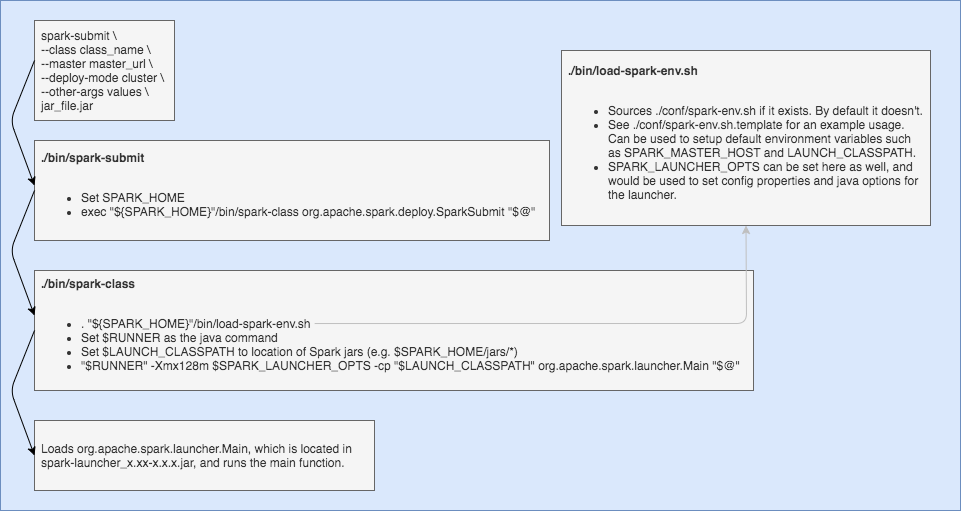 spark-submit \
--class class_name \
--master master_url \
--deploy-mode cluster \
--other-args values \
jar_file.jar
./bin/spark-submit
• Set SPARK_HOME
• exec "${SPARK_HOME}"/bin/spark-class org.apache.spark.deploy.SparkSubmit "$@"
./bin/load-spark-env.sh
• Sources ./conf/spark-env.sh if it exists. By default it doesn't.
• See ./conf/spark-env.sh.template for an example usage.
Can be used to setup default environment variables such
as SPARK_MASTER_HOST and LAUNCH_CLASSPATH.
• SPARK_LAUNCHER_OPTS can be set here as well, and
would be used to set config properties and java options for
the launcher.
./bin/spark-class
• . "${SPARK_HOME}"/bin/load-spark-env.sh
• Set $RUNNER as the java command
• Set $LAUNCH_CLASSPATH to location of Spark jars (e.g. $SPARK_HOME/jars/*)
• "$RUNNER" -Xmx128m $SPARK_LAUNCHER_OPTS -cp "$LAUNCH_CLASSPATH" org.apache.spark.launcher.Main "$@"
Loads org.apache.spark.launcher.Main, which is located in
spark-launcher_x.xx-x.x.x.jar, and runs the main function.